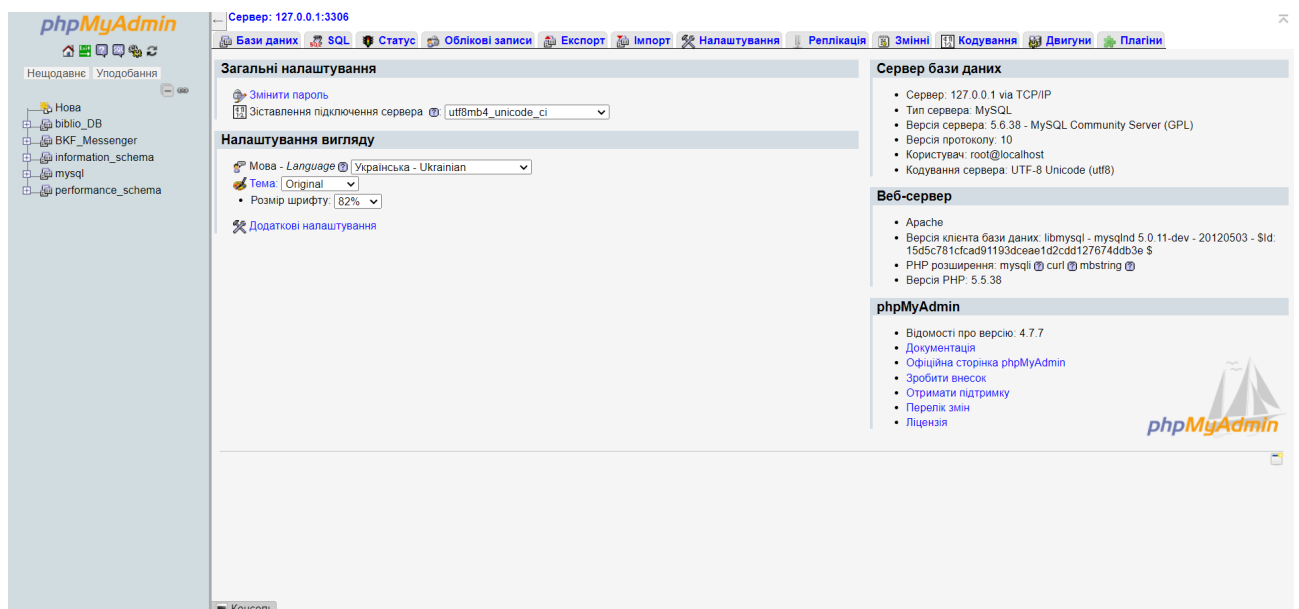 phpMyAdmin
Нещодавнє Уподобання
Нова
biblio_DB
BKF_Messenger
information_schema
mysql
performance_schema
Сервер: 127.0.0.1:3306
Бази даних SQL Статус Облікові записи Експорт Імпорт Налаштування Реплікація Змінні Кодування Двигуни Плагіни
Загальні налаштування
Змінити пароль
Зіставлення підключення сервера utf8mb4_unicode_ci
Налаштування вигляду
Мова - Language Українська - Ukrainian
Тема: Original
Розмір шрифту: 82%
Додаткові налаштування
Сервер бази даних
Сервер: 127.0.0.1 via TCP/IP
Тип сервера: MySQL
Версія сервера: 5.6.38 - MySQL Community Server (GPL)
Версія протоколу: 10
Користувач: root@localhost
Кодування сервера: UTF-8 Unicode (utf8)
Веб-сервер
Apache
Версія клієнта бази даних: libmysql - mysqlnd 5.0.11-dev - 20120503 - $Id:
15d5c781cfcad91193dceae1d2cdd127674ddb3e $
PHP розширення: mysqli curl mbstring
Версія PHP: 5.5.38
phpMyAdmin
Відомості про версію: 4.7.7
Документація
Офіційна сторінка phpMyAdmin
Зробити внесок
Отримати підтримку
Перелік змін
Ліцензія
phpMyAdmin
Консоль